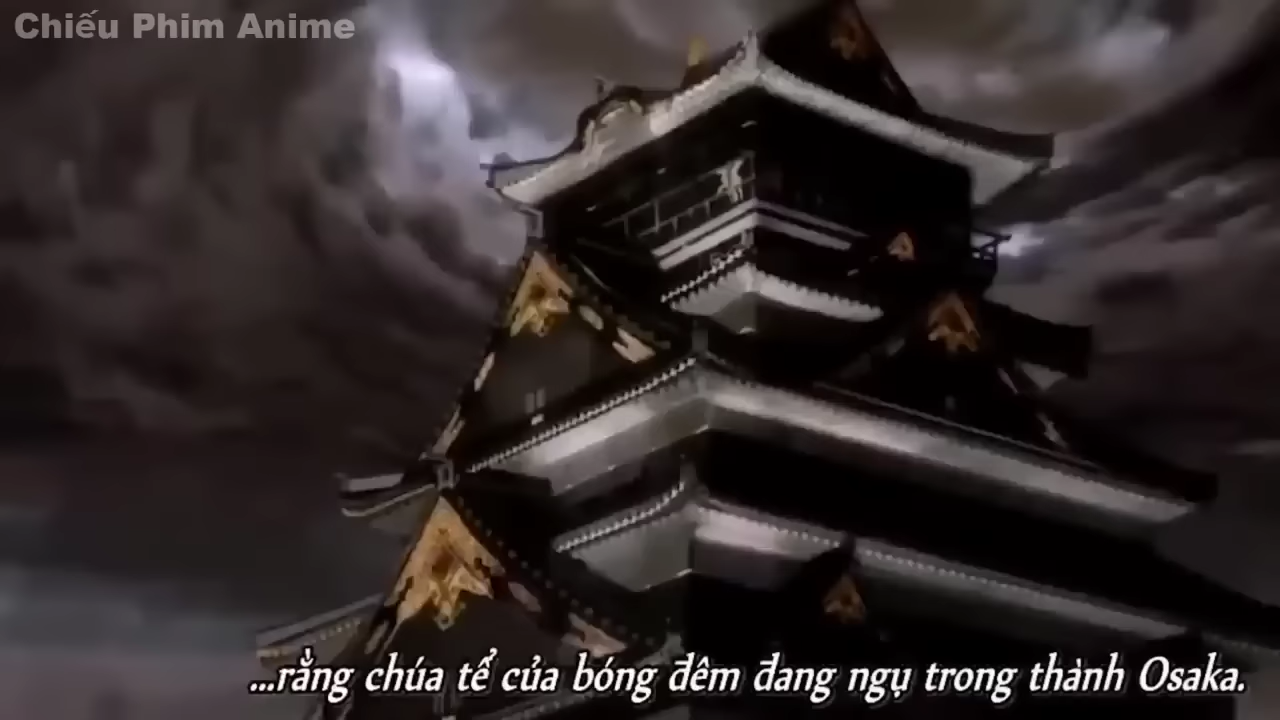 Chiếu Phim Anime
...rằng chúa tể của bóng đêm đang ngụ trong thành Osaka.